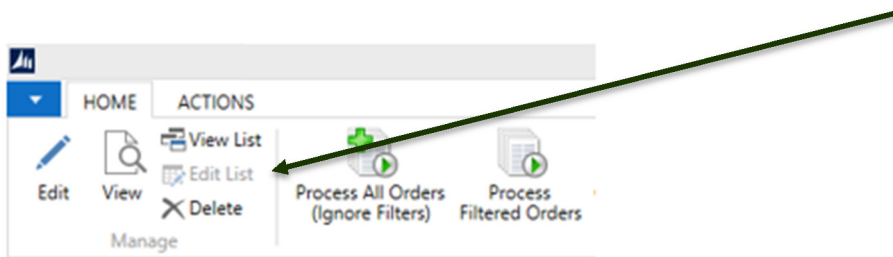 HOME ACTIONS
Edit
View
View List
Edit List
Delete
Manage
Process All Orders
(Ignore Filters)
Process
Filtered Orders